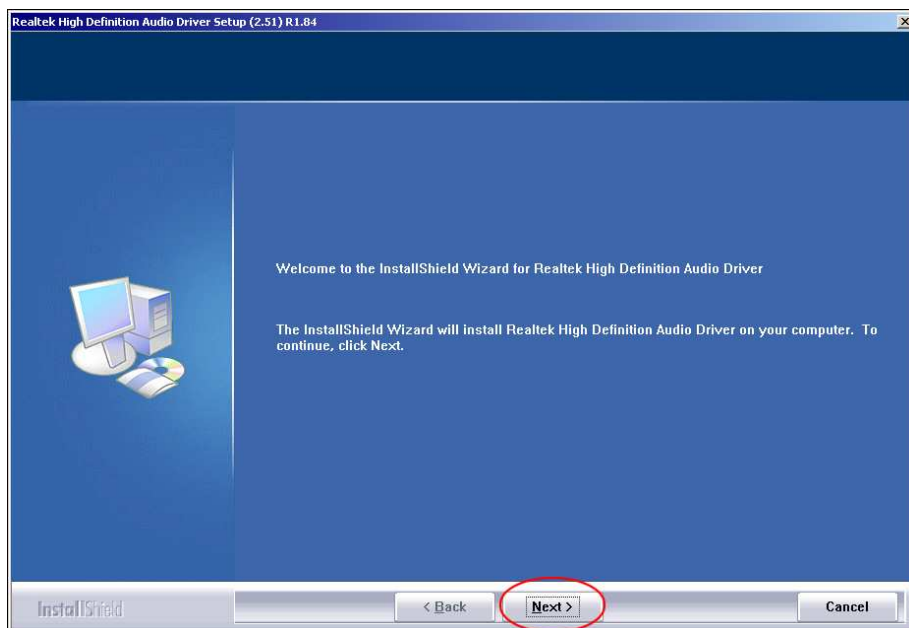 Realtek High Definition Audio Driver Setup (2.51) R1.84
Welcome to the InstallShield Wizard for Realtek High Definition Audio Driver
The InstallShield Wizard will install Realtek High Definition Audio Driver on your computer. To
continue, click Next.
InstallShield
< Back
Next >
Cancel